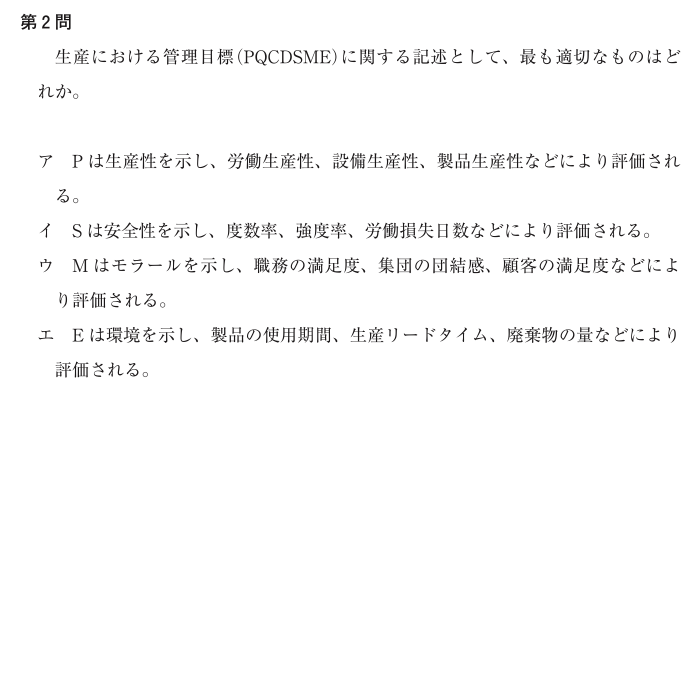 第2問
生産における管理目標(PQCDSME)に関する記述として、最も適切なものはど
れか。
ア　Pは生産性を示し、労働生産性、設備生産性、製品生産性などにより評価され
る。
イ　Sは安全性を示し、度数率、強度率、労働損失日数などにより評価される。
ウ　Mはモラールを示し、職務の満足度、集団の団結感、顧客の満足度などによ
り評価される。
エ　Eは環境を示し、製品の使用期間、生産リードタイム、廃棄物の量などにより
評価される。